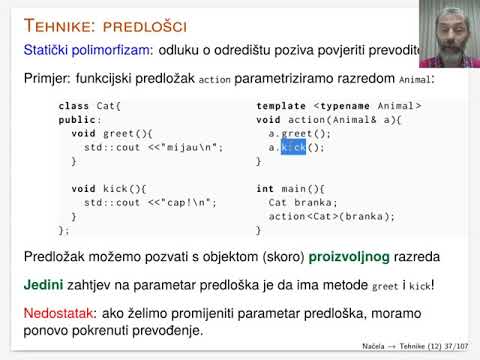 TEHNIKE: PREDLOŠCI
Statički polimorfizam: odluku o odredištu poziva povjeriti
Primjer: funkcijski predložak action parametriziramo razredom Animal:
class Cat{
public:
void greet(){
std::cout <<"mijau\n";
}
void kick(){
std::cout <<"cap!\n";
}
};
template <typename Animal>
void action(Animal& a){
a.greet();
a.kick();
}
int main(){
Cat branka;
action<Cat>(branka);
}
Predložak možemo pozvati s objektom (skoro) proizvoljnog razreda
Jedini zahtjev na parametar predloška je da ima metode greet i kick!
Nedostatak: ako želimo promijeniti parametar predloška, moramo
ponovo pokrenuti prevođenje.
Načela → Tehnike (12) 37/107